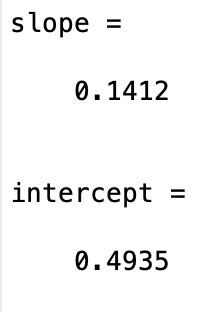 slope =
0.1412
intercept =
0.4935